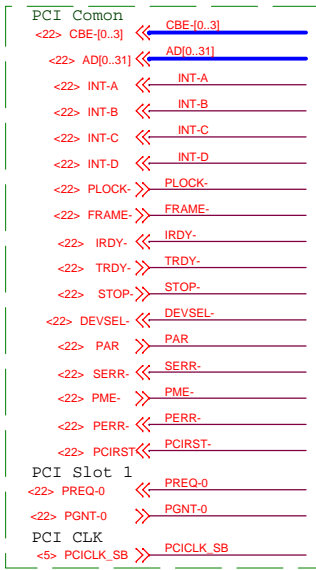 PCI Comon
<22> CBE-[0..3] CBE-[0..3]
<22> AD[0..31] AD[0..31]
<22> INT-A INT-A
<22> INT-B INT-B
<22> INT-C INT-C
<22> INT-D INT-D
<22> PLOCK- PLOCK-
<22> FRAME- FRAME-
<22> IRDY- IRDY-
<22> TRDY- TRDY-
<22> STOP- STOP-
<22> DEVSEL- DEVSEL-
<22> PAR PAR
<22> SERR- SERR-
<22> PME- PME-
<22> PERR- PERR-
<22> PCIRST PCIRST-
PCI Slot 1
<22> PREQ-0 PREQ-0
<22> PGNT-0 PGNT-0
PCI CLK
<5> PCICLK_SB PCICLK_SB